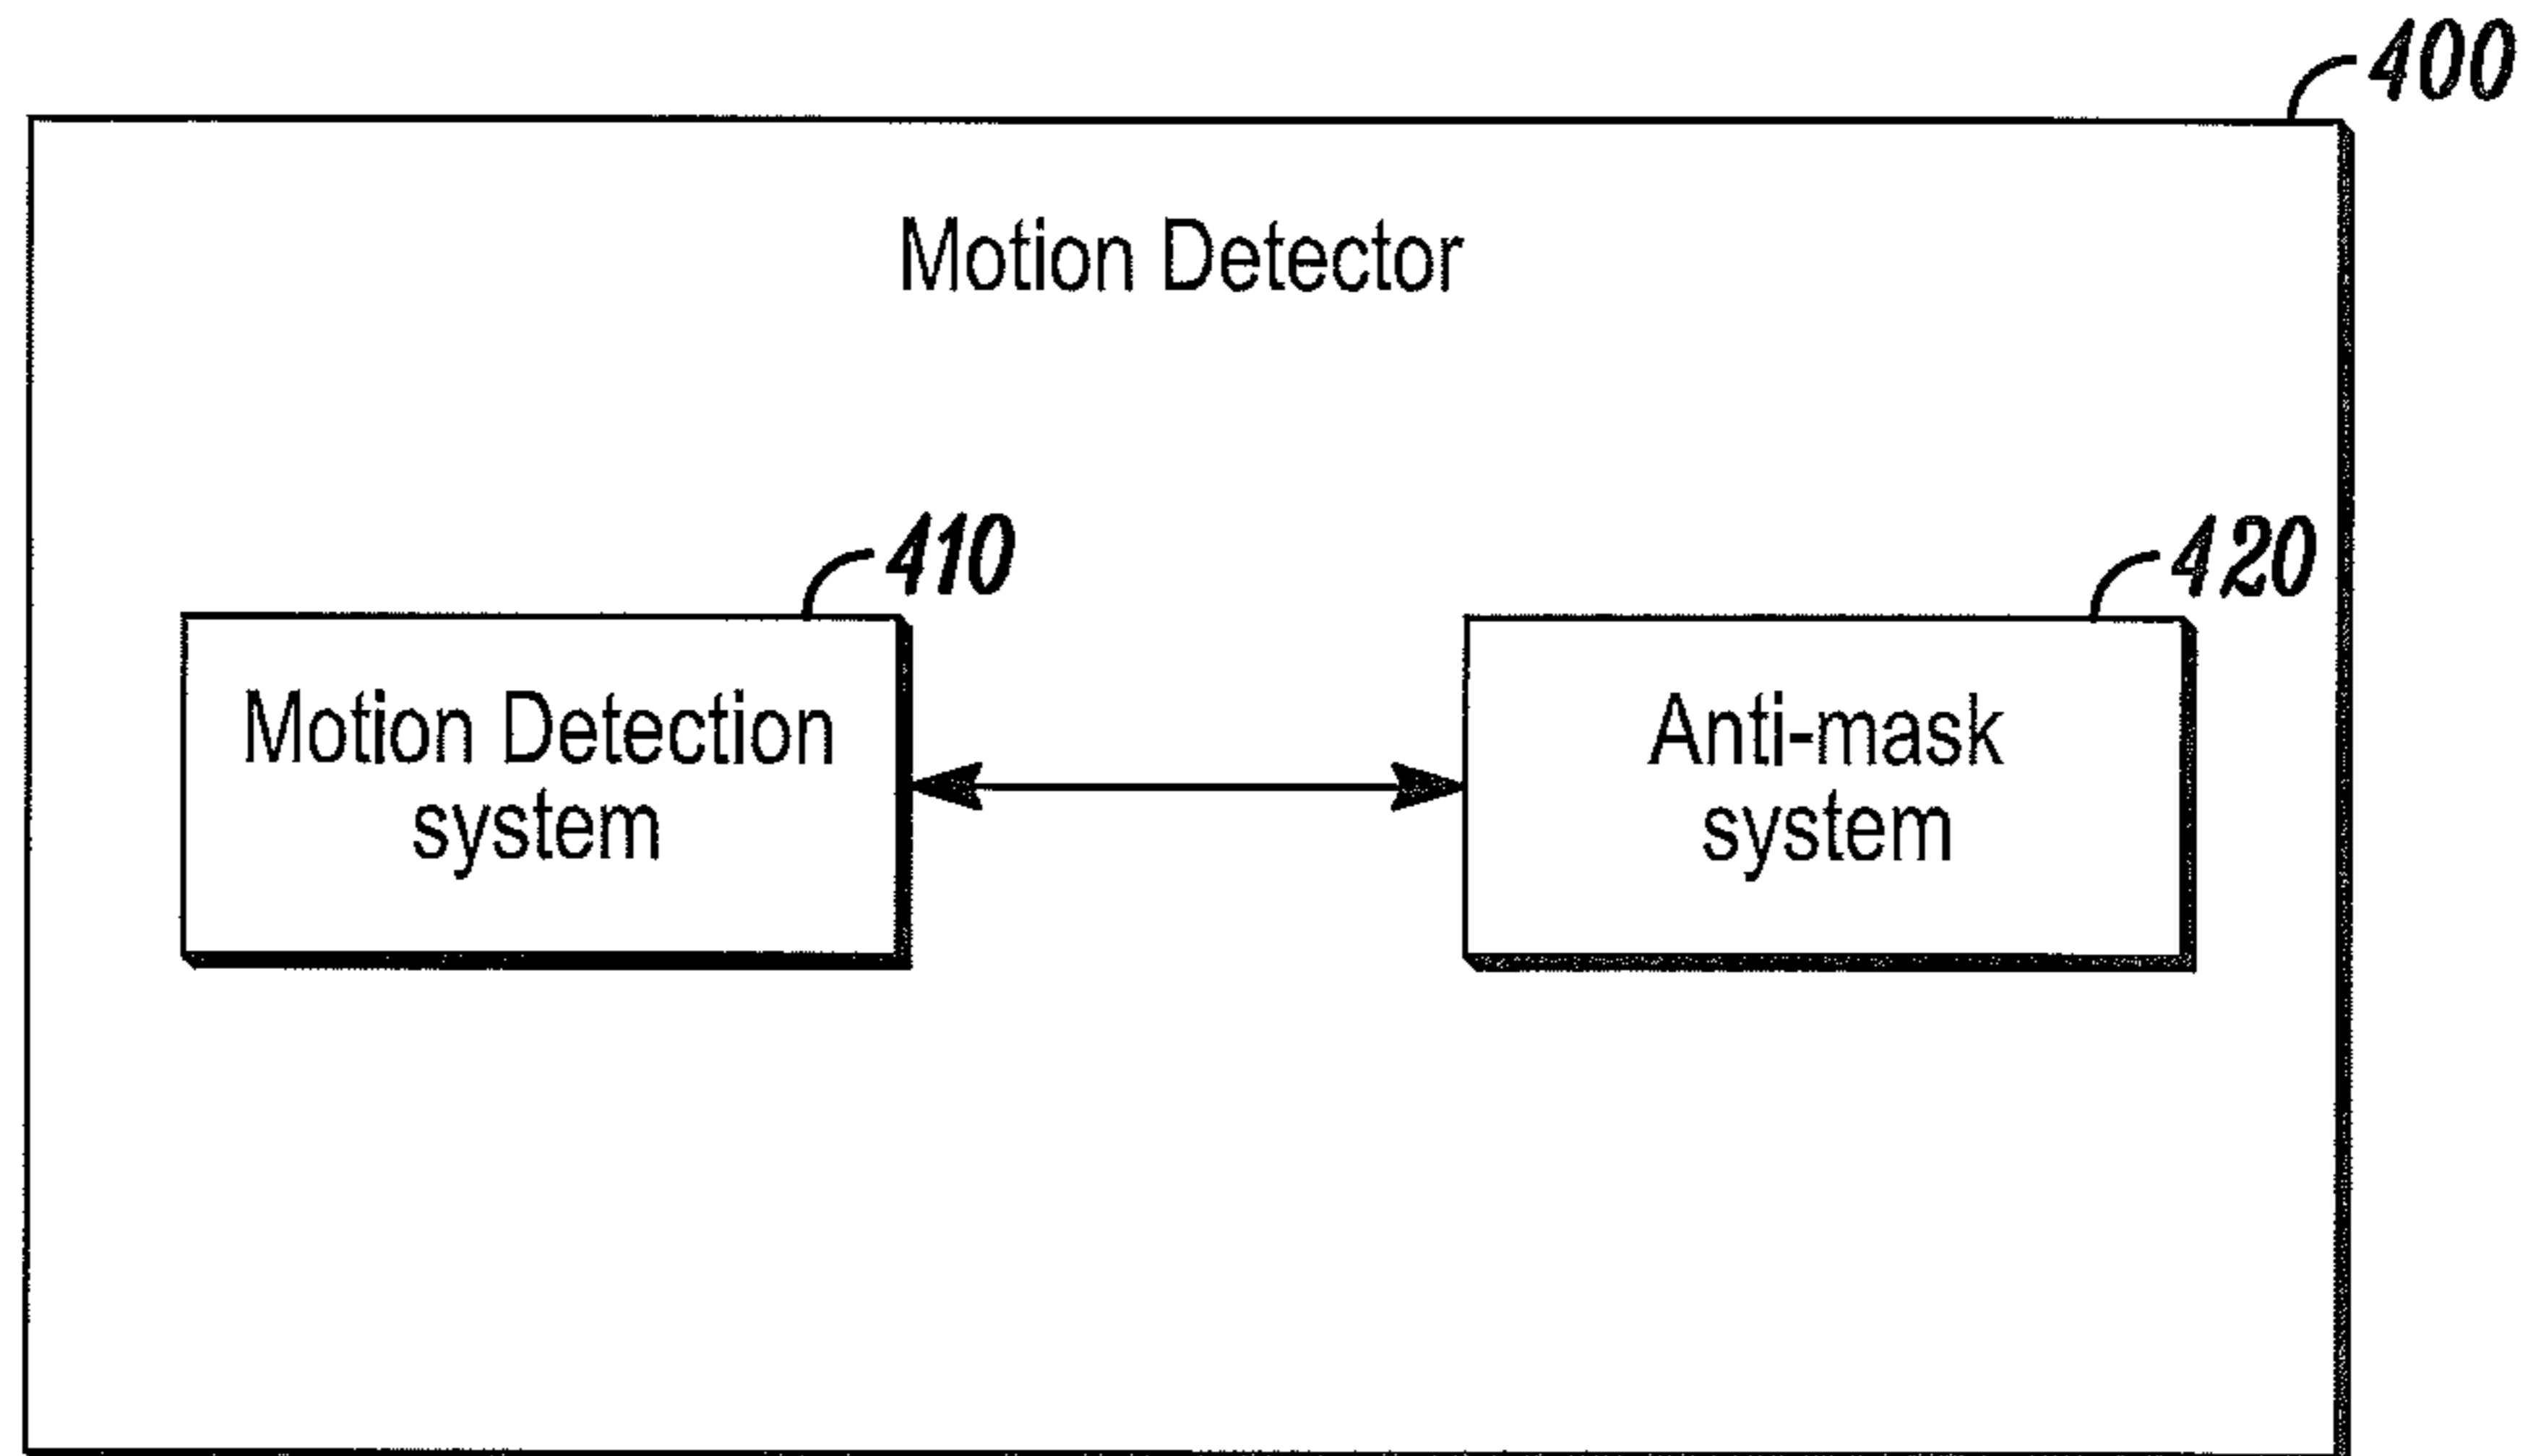 400
Motion Detector
410
420
Motion Detection
system
Anti-mask
system